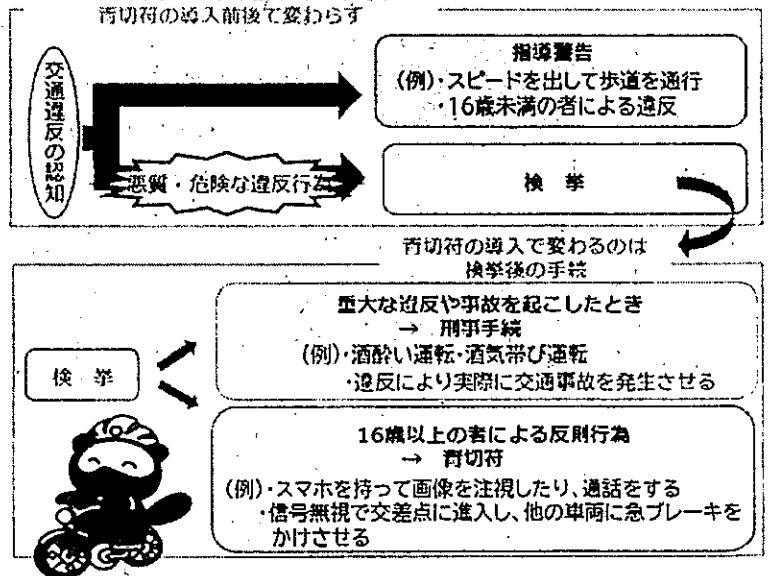 青切符の導入前後で変わらず
交通違反の認知
指導警告
(例)・スピードを出して歩道を通行
・16歳未満の者による違反
悪質・危険な違反行為
検 挙
青切符の導入で変わるのは
検挙後の手続
検 挙
重大な違反や事故を起こしたとき
→ 刑事手続
(例)・酒酔い運転・酒気帯び運転
・違反により実際に交通事故を発生させる
16歳以上の者による反則行為
→ 青切符
(例)・スマホを持って画像を注視したり、通話をする
・信号無視で交差点に進入し、他の車両に急ブレーキを
かけさせる